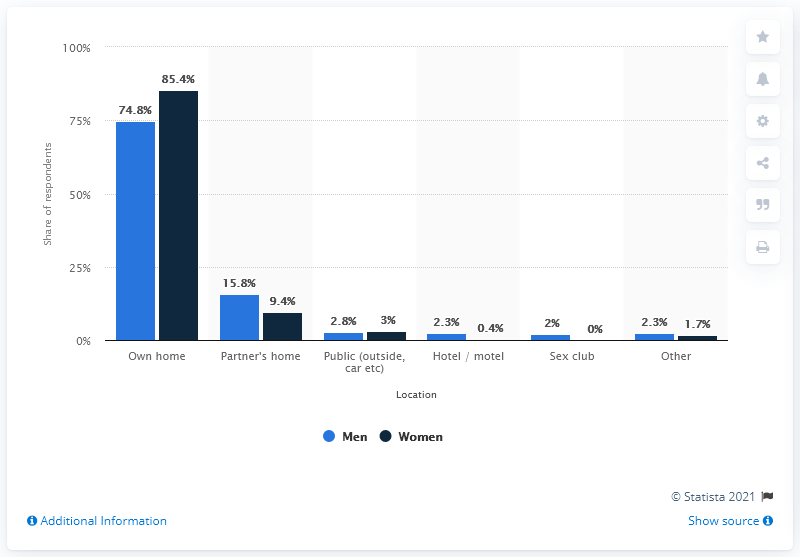 100%
75%
50%
25%
0%
Share of respondents
74.8%
85.4%
15.8%
9.4%
2.8%
3%
2.3%
0.4%
2%
0%
2.3%
1.7%
Own home
Partner's home
Public (outside,
car etc)
Hotel / motel
Sex club
Other
Location
Men
Women
© Statista 2021
Additional Information
Show source